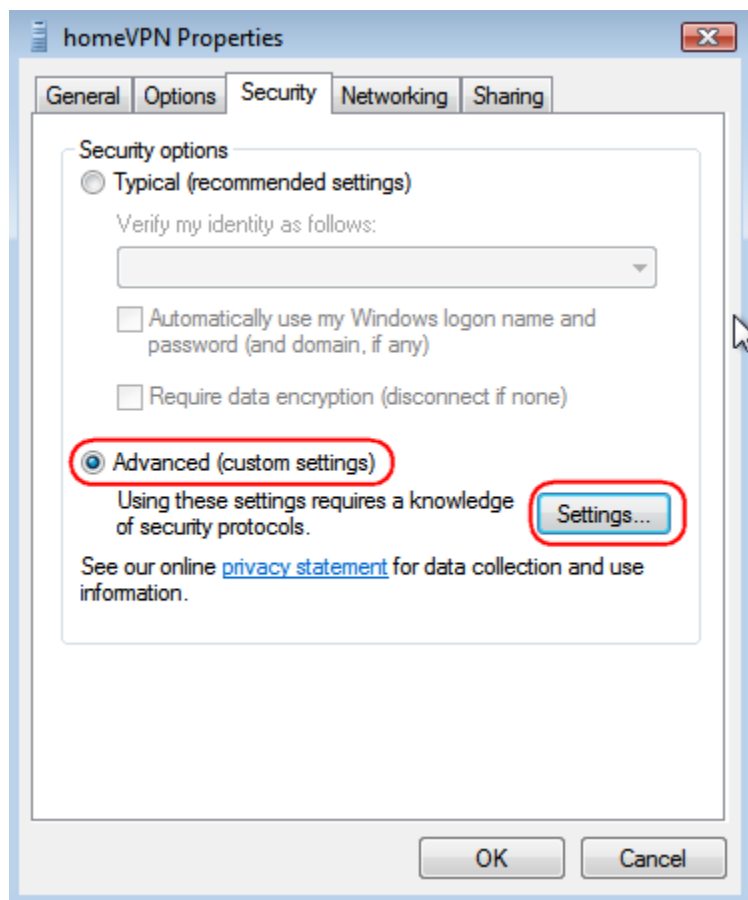 homeVPN Properties
General Options Security Networking Sharing
Security options
Typical (recommended settings)
Verify my identity as follows:
Automatically use my Windows logon name and
password (and domain, if any)
Require data encryption (disconnect if none)
Advanced (custom settings)
Using these settings requires a knowledge
of security protocols.
Settings...
See our online privacy statement for data collection and use
information.
OK Cancel